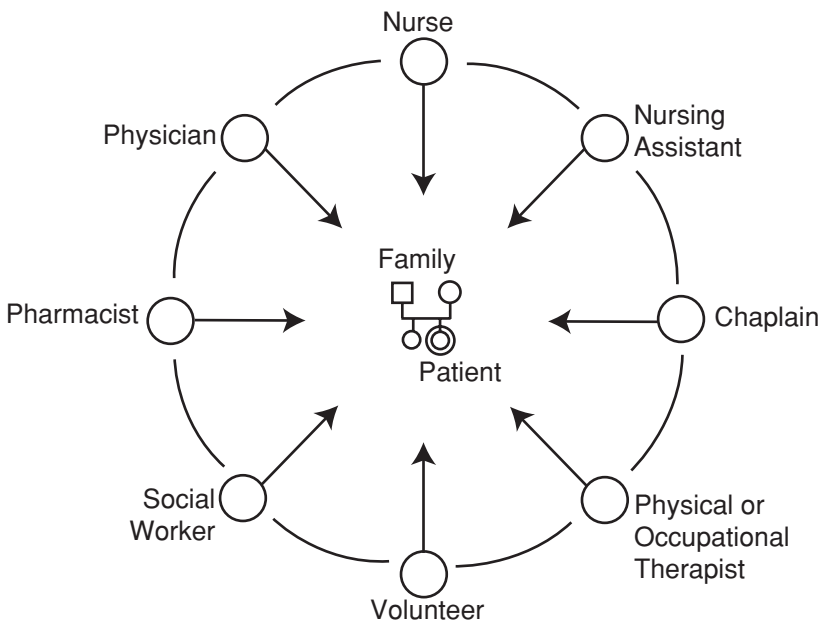 Nurse
Physician
Nursing
Assistant
Family
Pharmacist
Chaplain
Patient
Social
Worker
Physical or
Occupational
Therapist
Volunteer